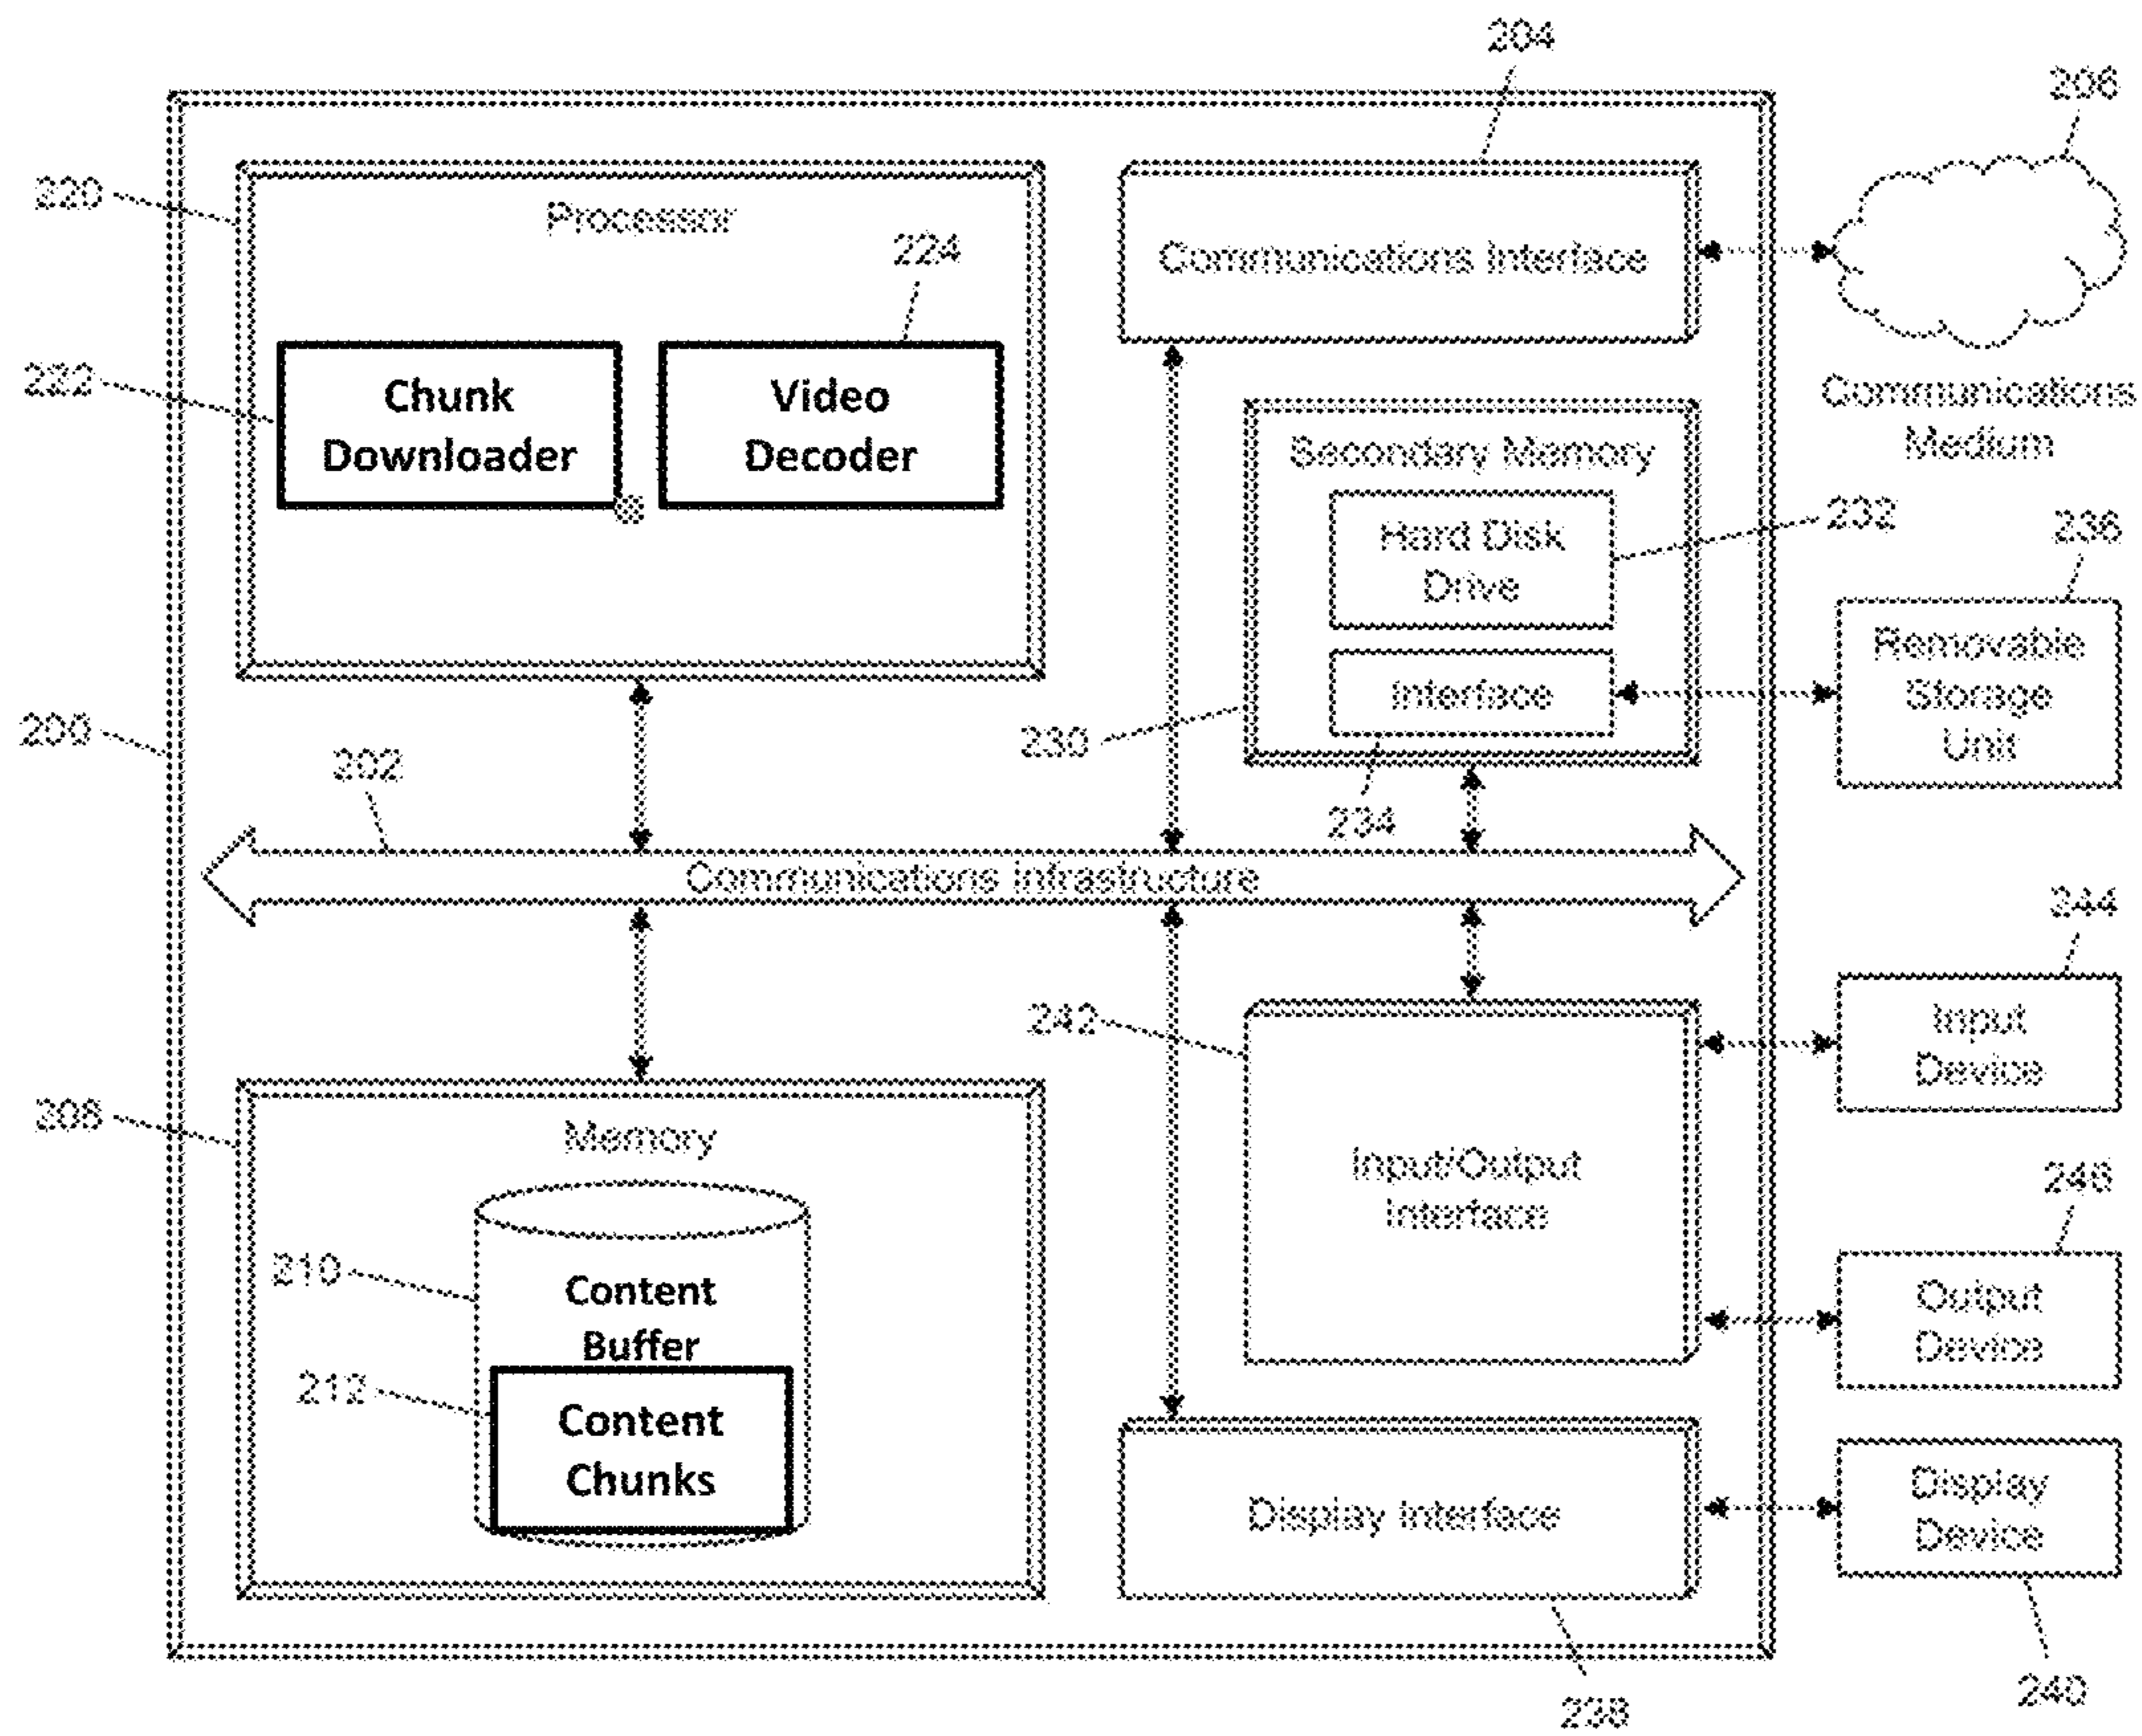 204
206
220
Processor
224
Communications Interface
222
Chunk
Downloader
Video
Decoder
Communications
Medium
Secondary Memory
232
Hard Disk
Drive
236
Removable
Storage
Unit
Interface
200
230
202
234
Communications Infrastructure
244
242
Input
Device
208
Memory
Input/Output
Interface
246
210
Content
Buffer
Output
Device
212
Content
Chunks
Display Interface
Display
Device
240
238